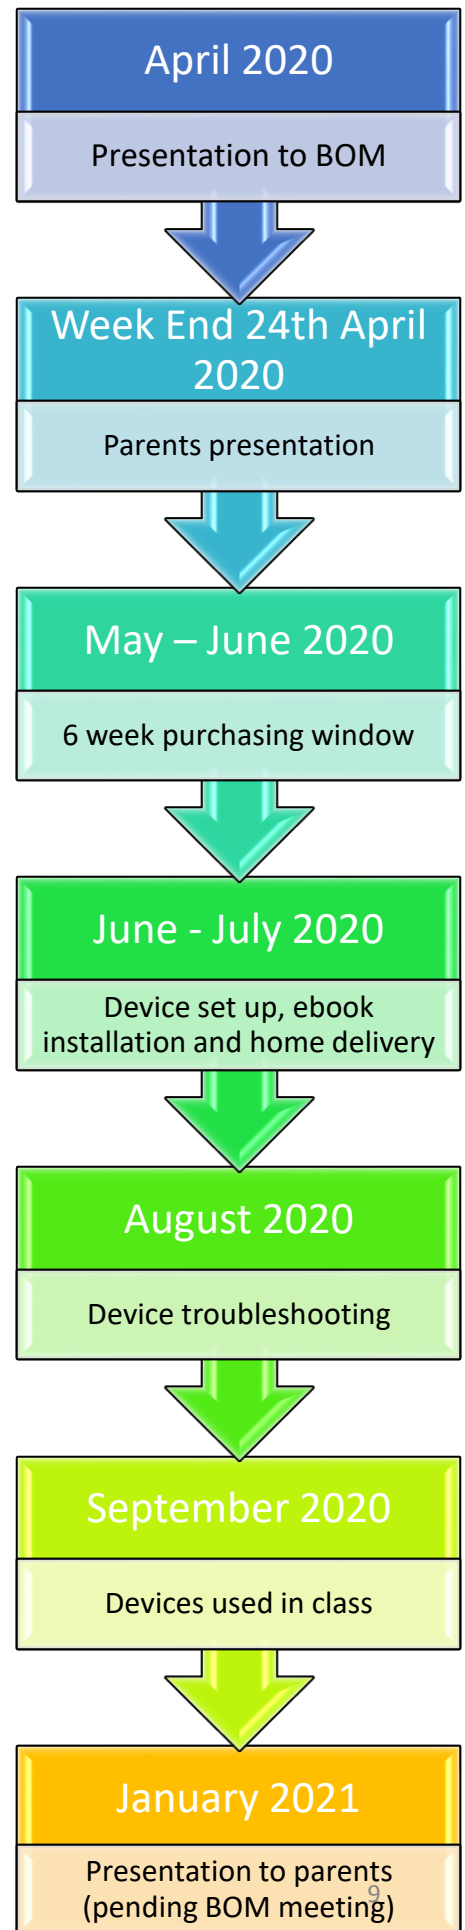 April 2020
Presentation to BOM
Week End 24th April
2020
Parents presentation
May – June 2020
6 week purchasing window
June - July 2020
Device set up, ebook
installation and home delivery
August 2020
Device troubleshooting
September 2020
Devices used in class
January 2021
Presentation to parents
(pending BOM meeting)
9